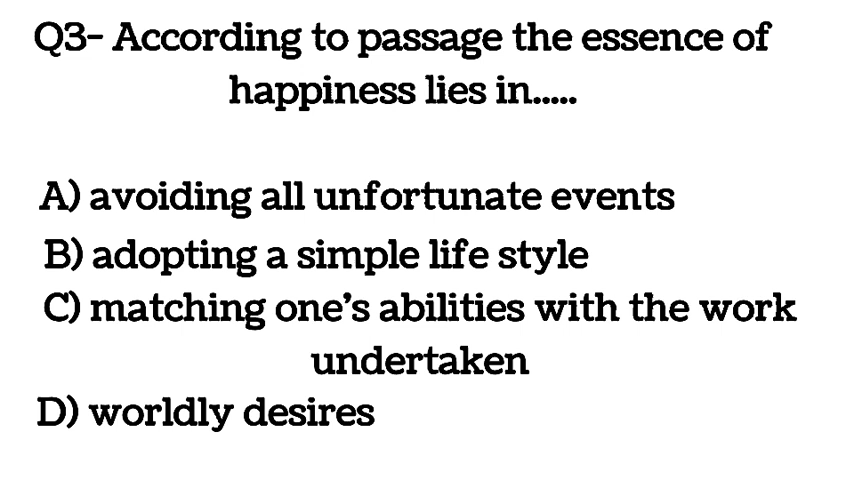 Q3- According to passage the essence of
happiness lies in.....
A) avoiding all unfortunate events
B) adopting a simple life style
C) matching one's abilities with the work
undertaken
D) worldly desires